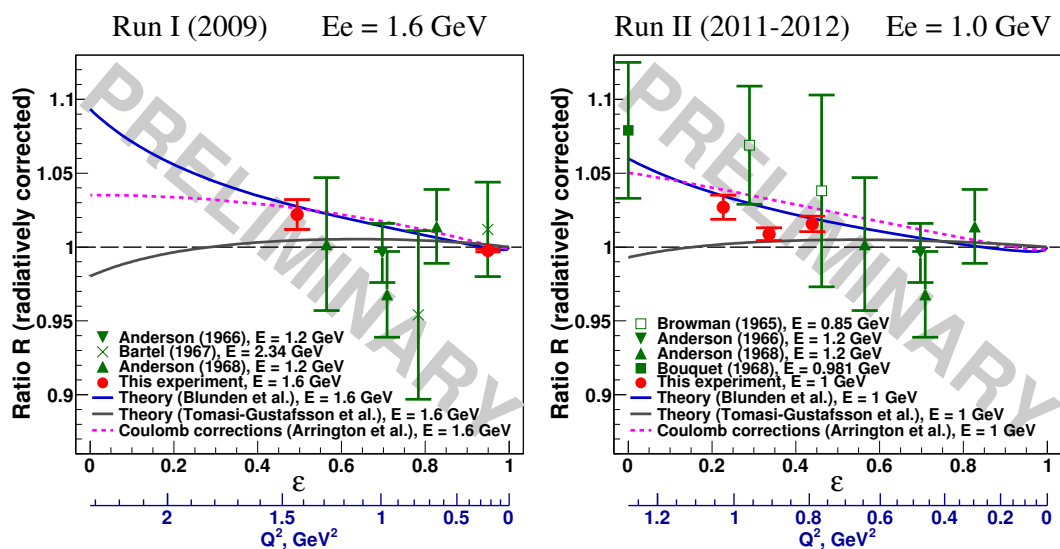 Run I (2009) Ee = 1.6 GeV
Ratio R (radiatively corrected)
1.1
1.05
1
0.95
0.9
PRELIMINARY
Anderson (1966), E = 1.2 GeV
Bartel (1967), E = 2.34 GeV
Anderson (1968), E = 1.2 GeV
This experiment, E = 1.6 GeV
Theory (Blunden et al.), E = 1.6 GeV
Theory (Tomasi-Gustafsson et al.), E = 1.6 GeV
Coulomb corrections (Arrington et al.), E = 1.6 GeV
0 0.2 0.4 0.6 0.8 1
ε
2 1.5 1 0.5 0
Q², GeV²
Run II (2011-2012) Ee = 1.0 GeV
Ratio R (radiatively corrected)
1.1
1.05
1
0.95
0.9
PRELIMINARY
Browman (1965), E = 0.85 GeV
Anderson (1966), E = 1.2 GeV
Anderson (1968), E = 1.2 GeV
Bouquet (1968), E = 0.981 GeV
This experiment, E = 1 GeV
Theory (Blunden et al.), E = 1 GeV
Theory (Tomasi-Gustafsson et al.), E = 1 GeV
Coulomb corrections (Arrington et al.), E = 1 GeV
0 0.2 0.4 0.6 0.8 1
ε
1.2 1 0.8 0.6 0.4 0.2 0
Q², GeV²